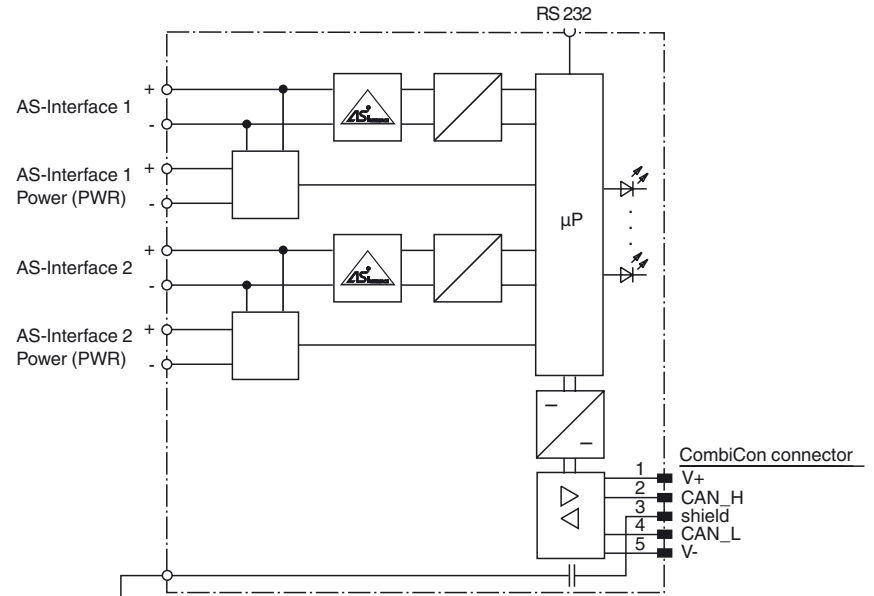 RS 232
+
AS-Interface 1
-
+
AS-Interface 1
Power (PWR)
-
µP
+
AS-Interface 2
-
+
AS-Interface 2
Power (PWR)
-
CombiCon connector
1 V+
2 CAN_H
3 shield
4 CAN_L
5 V-